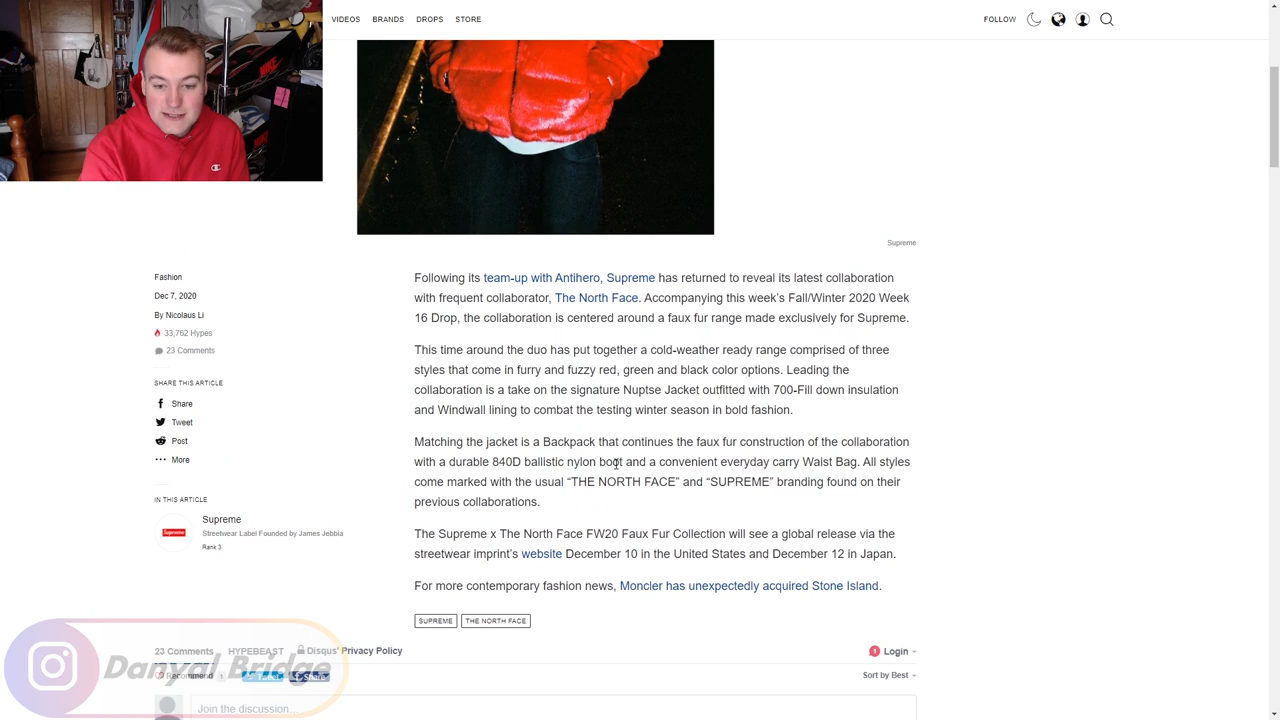 VIDEOS BRANDS DROPS STORE
FOLLOW
Supreme
Fashion
Dec 7, 2020
By Nicolaus Li
33,762 Hypes
23 Comments
SHARE THIS ARTICLE
Share
Tweet
Post
More
IN THIS ARTICLE
Supreme
Supreme
Streetwear Label Founded by James Jebbia
Rank 3
Following its team-up with Antihero, Supreme has returned to reveal its latest collaboration
with frequent collaborator, The North Face. Accompanying this week's Fall/Winter 2020 Week
16 Drop, the collaboration is centered around a faux fur range made exclusively for Supreme.
This time around the duo has put together a cold-weather ready range comprised of three
styles that come in furry and fuzzy red, green and black color options. Leading the
collaboration is a take on the signature Nuptse Jacket outfitted with 700-Fill down insulation
and Windwall lining to combat the testing winter season in bold fashion.
Matching the jacket is a Backpack that continues the faux fur construction of the collaboration
with a durable 840D ballistic nylon boot and a convenient everyday carry Waist Bag. All styles
come marked with the usual “THE NORTH FACE” and “SUPREME” branding found on their
previous collaborations.
The Supreme x The North Face FW20 Faux Fur Collection will see a global release via the
streetwear imprint's website December 10 in the United States and December 12 in Japan.
For more contemporary fashion news, Moncler has unexpectedly acquired Stone Island.
SUPREME THE NORTH FACE
23 Comments HYPEBEAST Disqus' Privacy Policy
1 Login
Danyal Bridge
Recommend 1 Tweet Share
Sort by Best
Join the discussion...